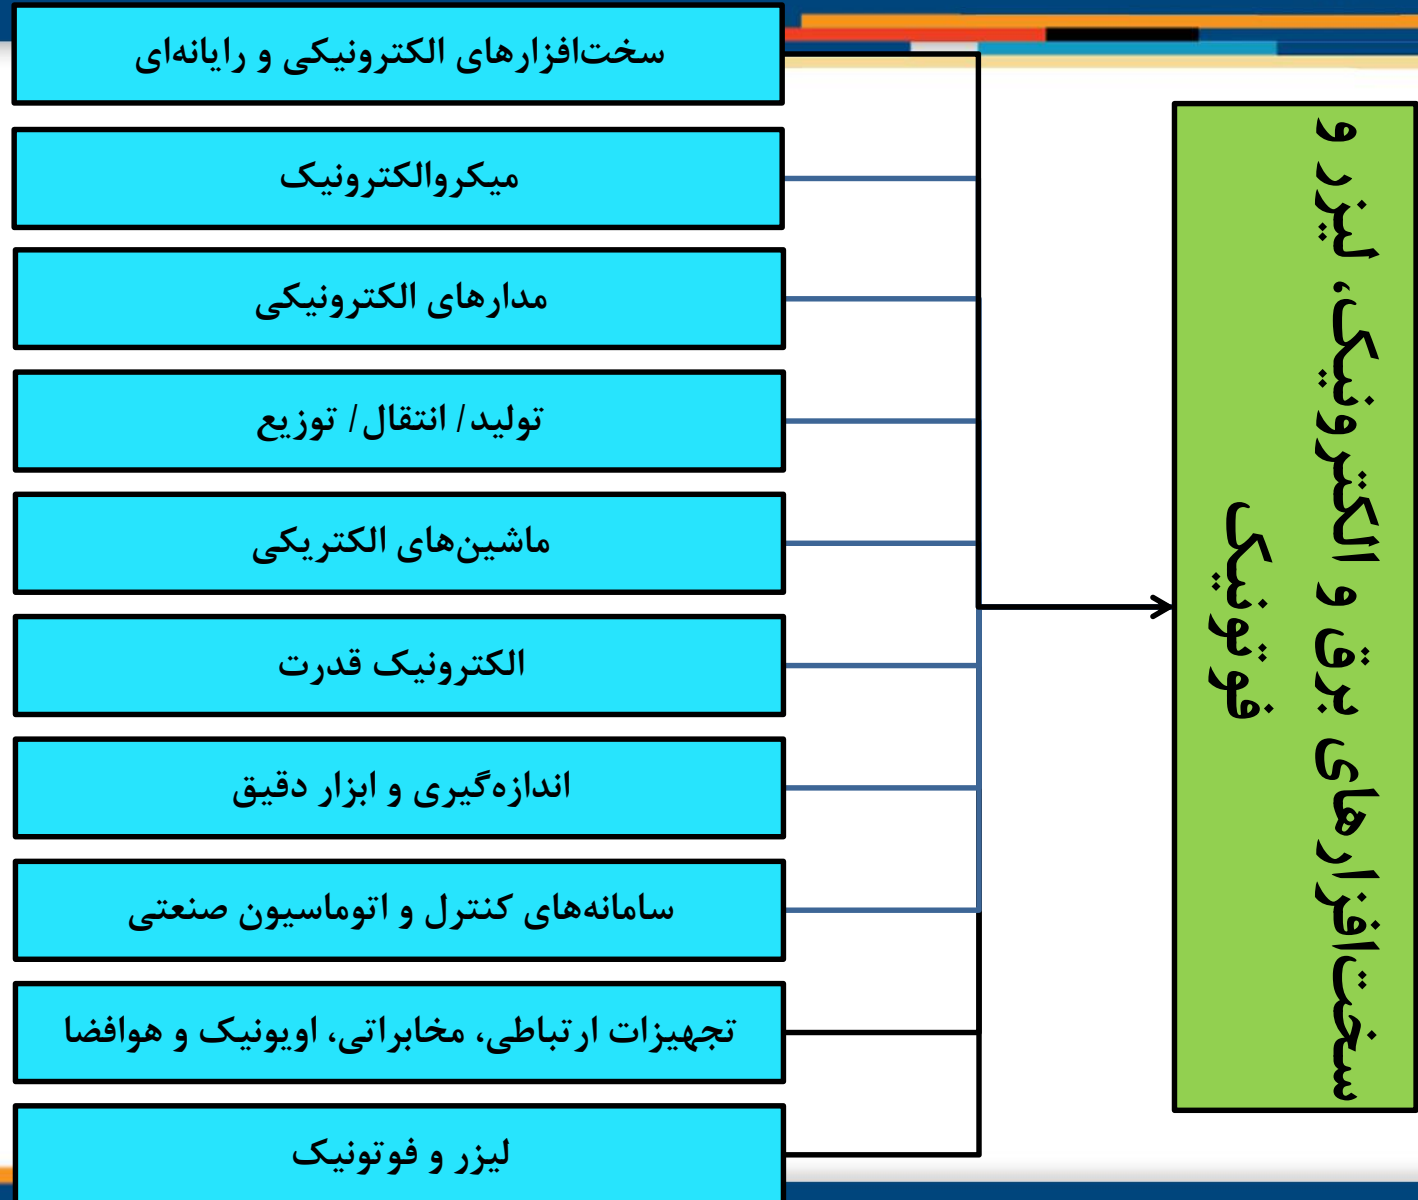 سخت‌افزارهای الکترونیکی و رایانه‌ای
میکروالکترونیک
مدارهای الکترونیکی
تولید/ انتقال/ توزیع
ماشین‌های الکتریکی
الکترونیک قدرت
اندازه‌گیری و ابزار دقیق
سامانه‌های کنترل و اتوماسیون صنعتی
تجهیزات ارتباطی، مخابراتی، اویونیک و هوافضا
لیزر و فوتونیک
سخت‌افزارهای برق و الکترونیک، لیزر و
فوتونیک